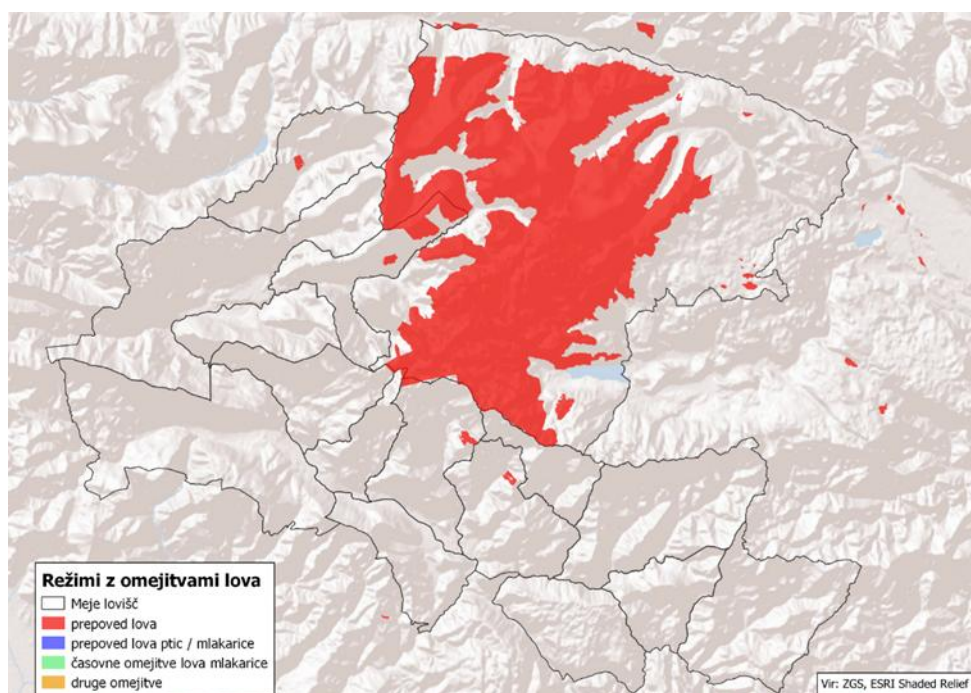 Režimi z omejitvami lova
Meje lovišč
prepoved lova
prepoved lova ptic / mlakarice
časovne omejitve lova mlakarice
druge omejitve
Vir: ZGS, ESRI Shaded Relief